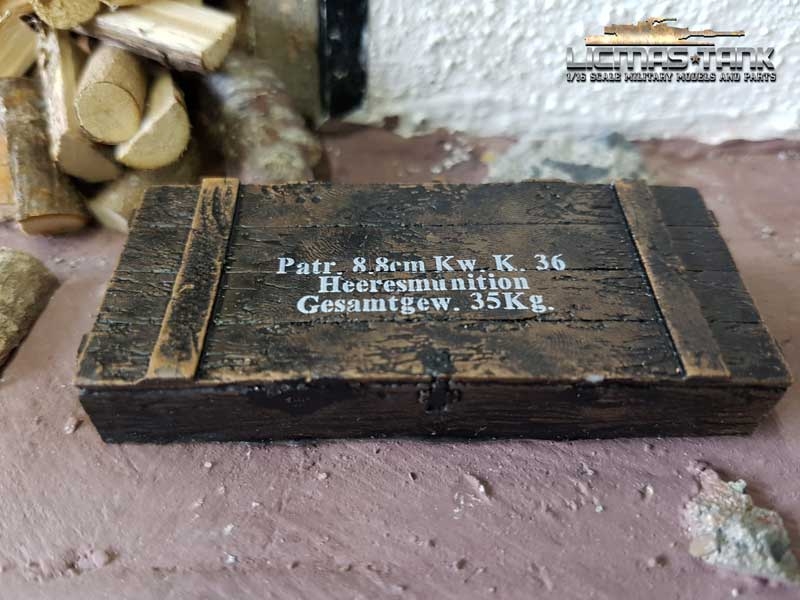 LICMAS★TANK
1/16 SCALE MILITARY MODELS AND PARTS
Patr. 8.8cm Kw. K. 36
Heeresmunition
Gesamtgew. 35Kg.